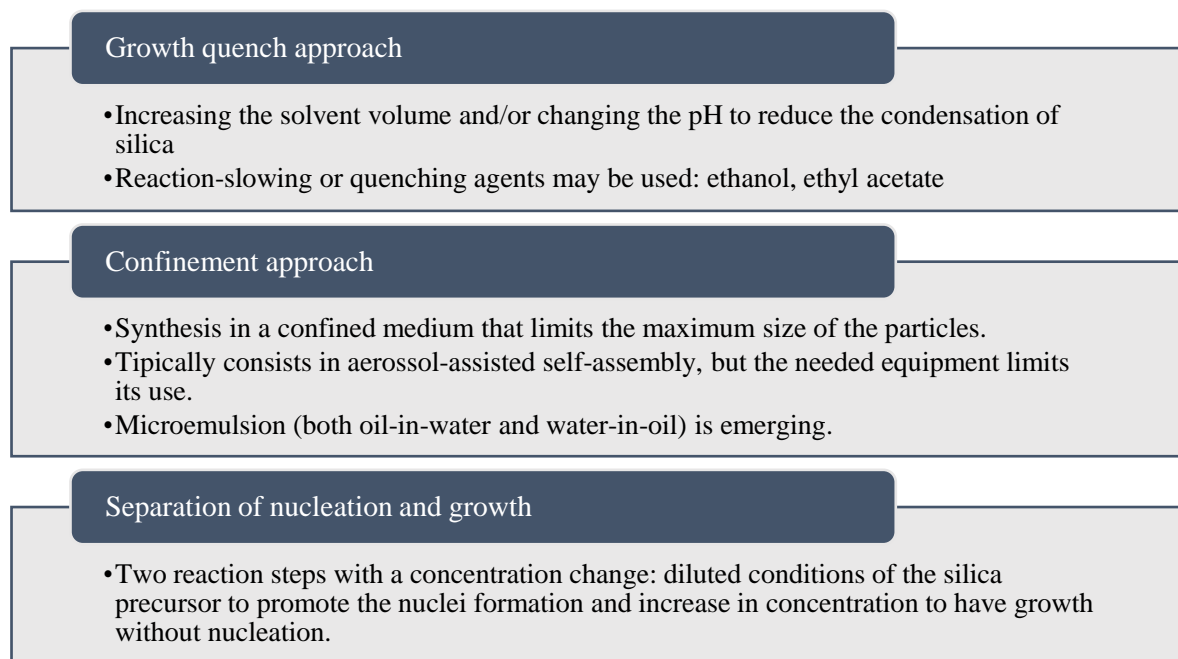 Growth quench approach
•Increasing the solvent volume and/or changing the pH to reduce the condensation of
silica
•Reaction-slowing or quenching agents may be used: ethanol, ethyl acetate
Confinement approach
•Synthesis in a confined medium that limits the maximum size of the particles.
•Tipically consists in aerossol-assisted self-assembly, but the needed equipment limits
its use.
•Microemulsion (both oil-in-water and water-in-oil) is emerging.
Separation of nucleation and growth
•Two reaction steps with a concentration change: diluted conditions of the silica
precursor to promote the nuclei formation and increase in concentration to have growth
without nucleation.